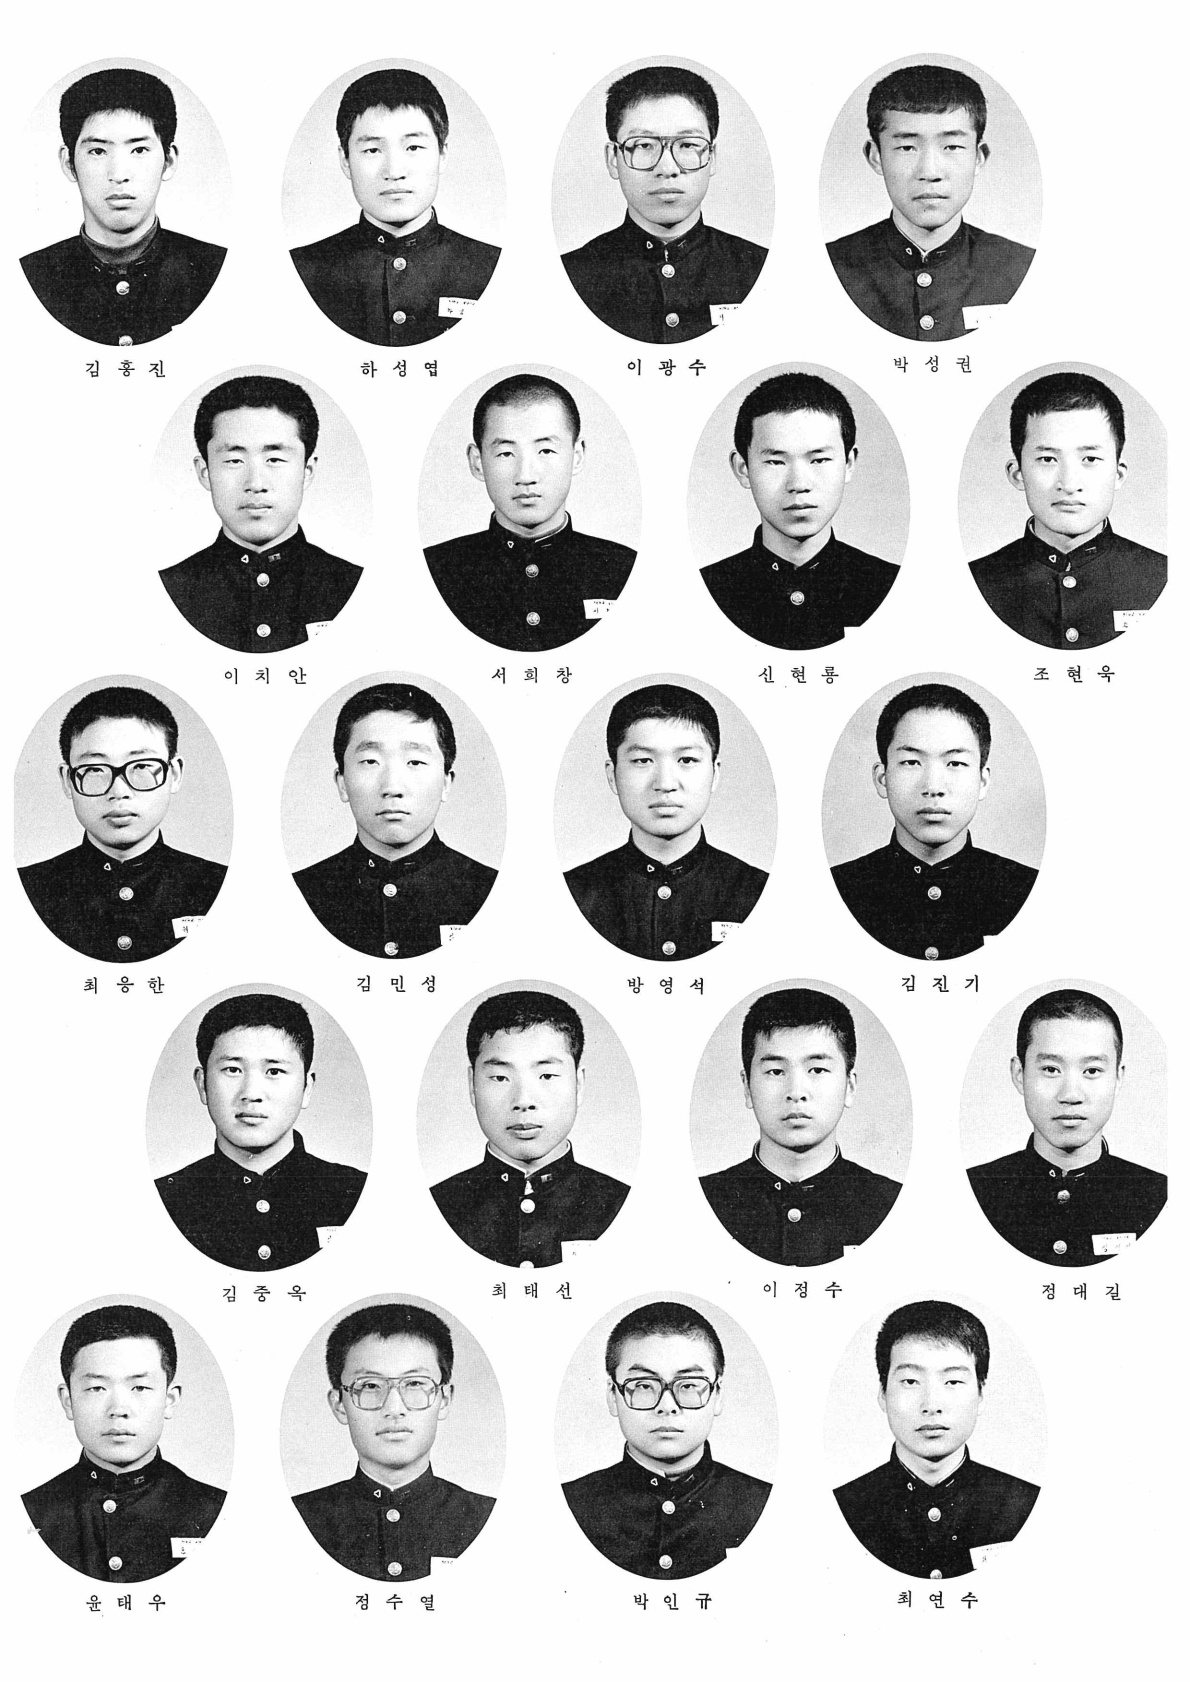 김 홍 진 하 성 엽 이 광 수 박 성 권
이 치 안 서 희 창 신 현 룡 조 현 욱
최 응 한 김 민 성 방 영 석 김 진 기
김 중 옥 최 태 선 이 정 수 정 대 길
윤 태 우 정 수 열 박 인 규 최 연 수